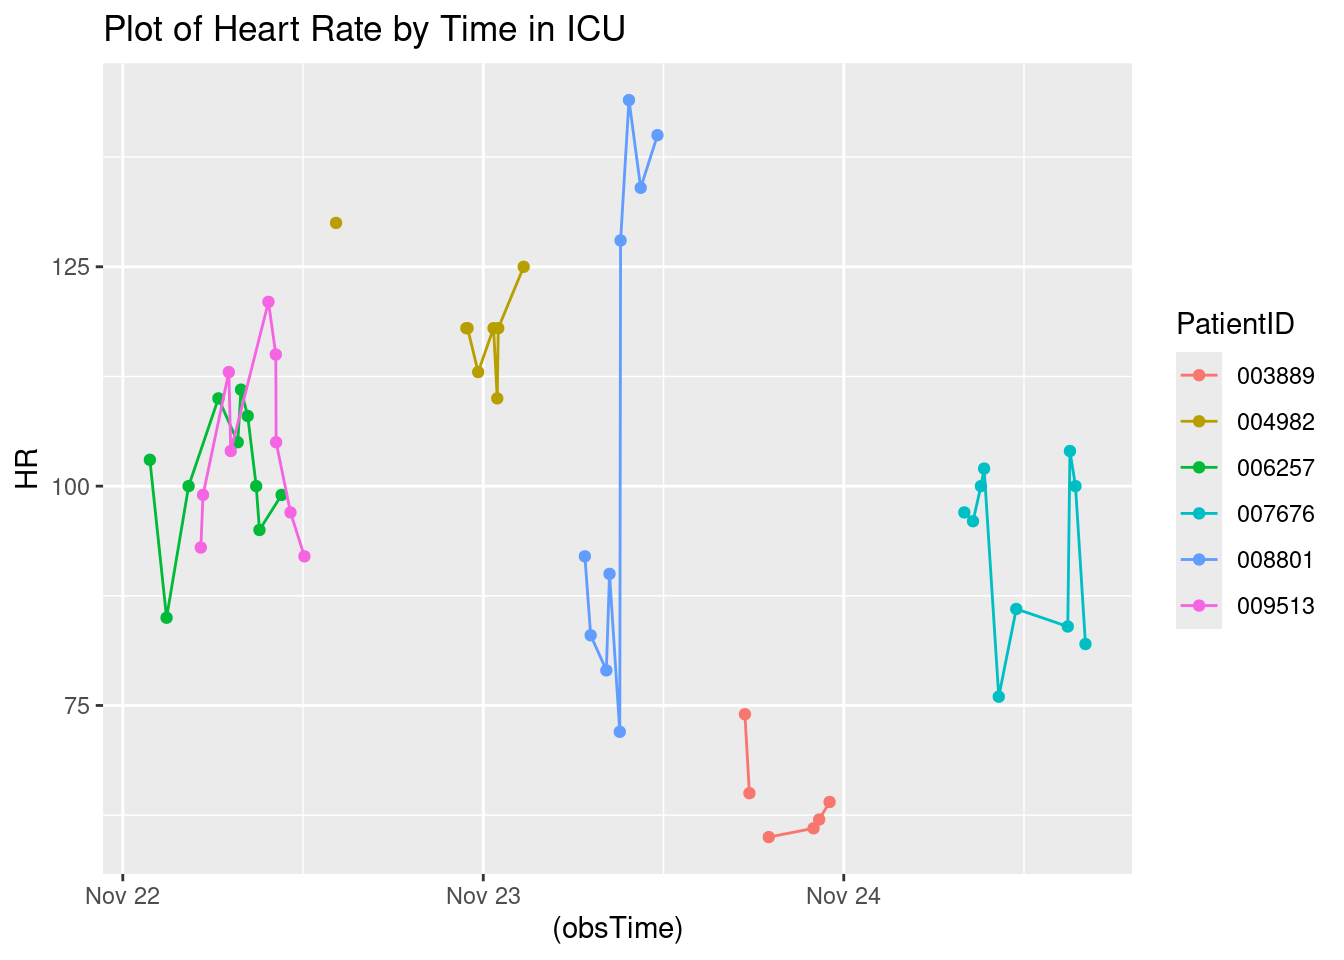 Plot of Heart Rate by Time in ICU
HR
125
100
75
Nov 22
Nov 23
Nov 24
(obsTime)
PatientID
003889
004982
006257
007676
008801
009513